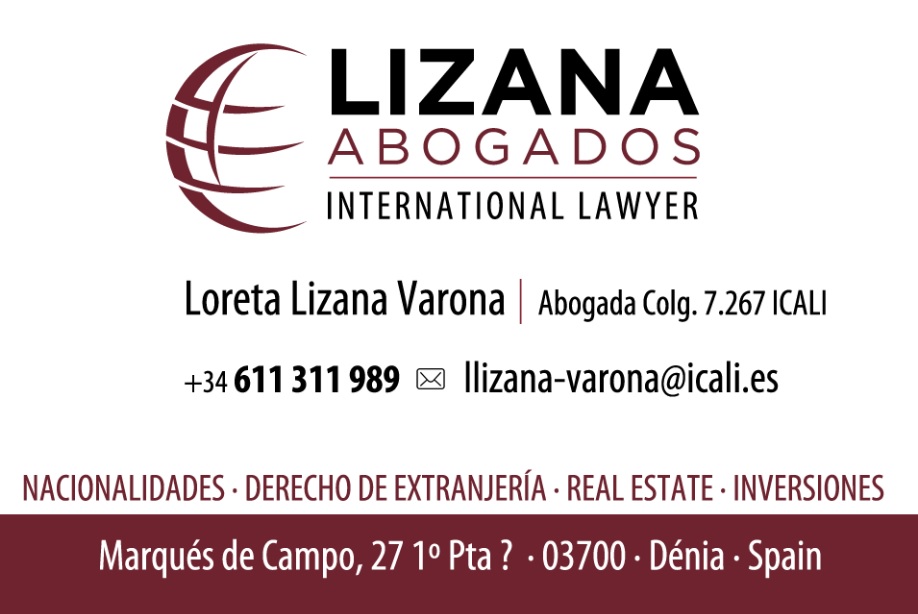 LIZANA
ABOGADOS
INTERNATIONAL LAWYER
Loreta Lizana Varona | Abogada Colg. 7.267 ICALI
+34 611 311 989 llizana-varona@icali.es
NACIONALIDADES · DERECHO DE EXTRANJERÍA · REAL ESTATE · INVERSIONES
Marqués de Campo, 27 1º Pta ? · 03700 · Dénia · Spain